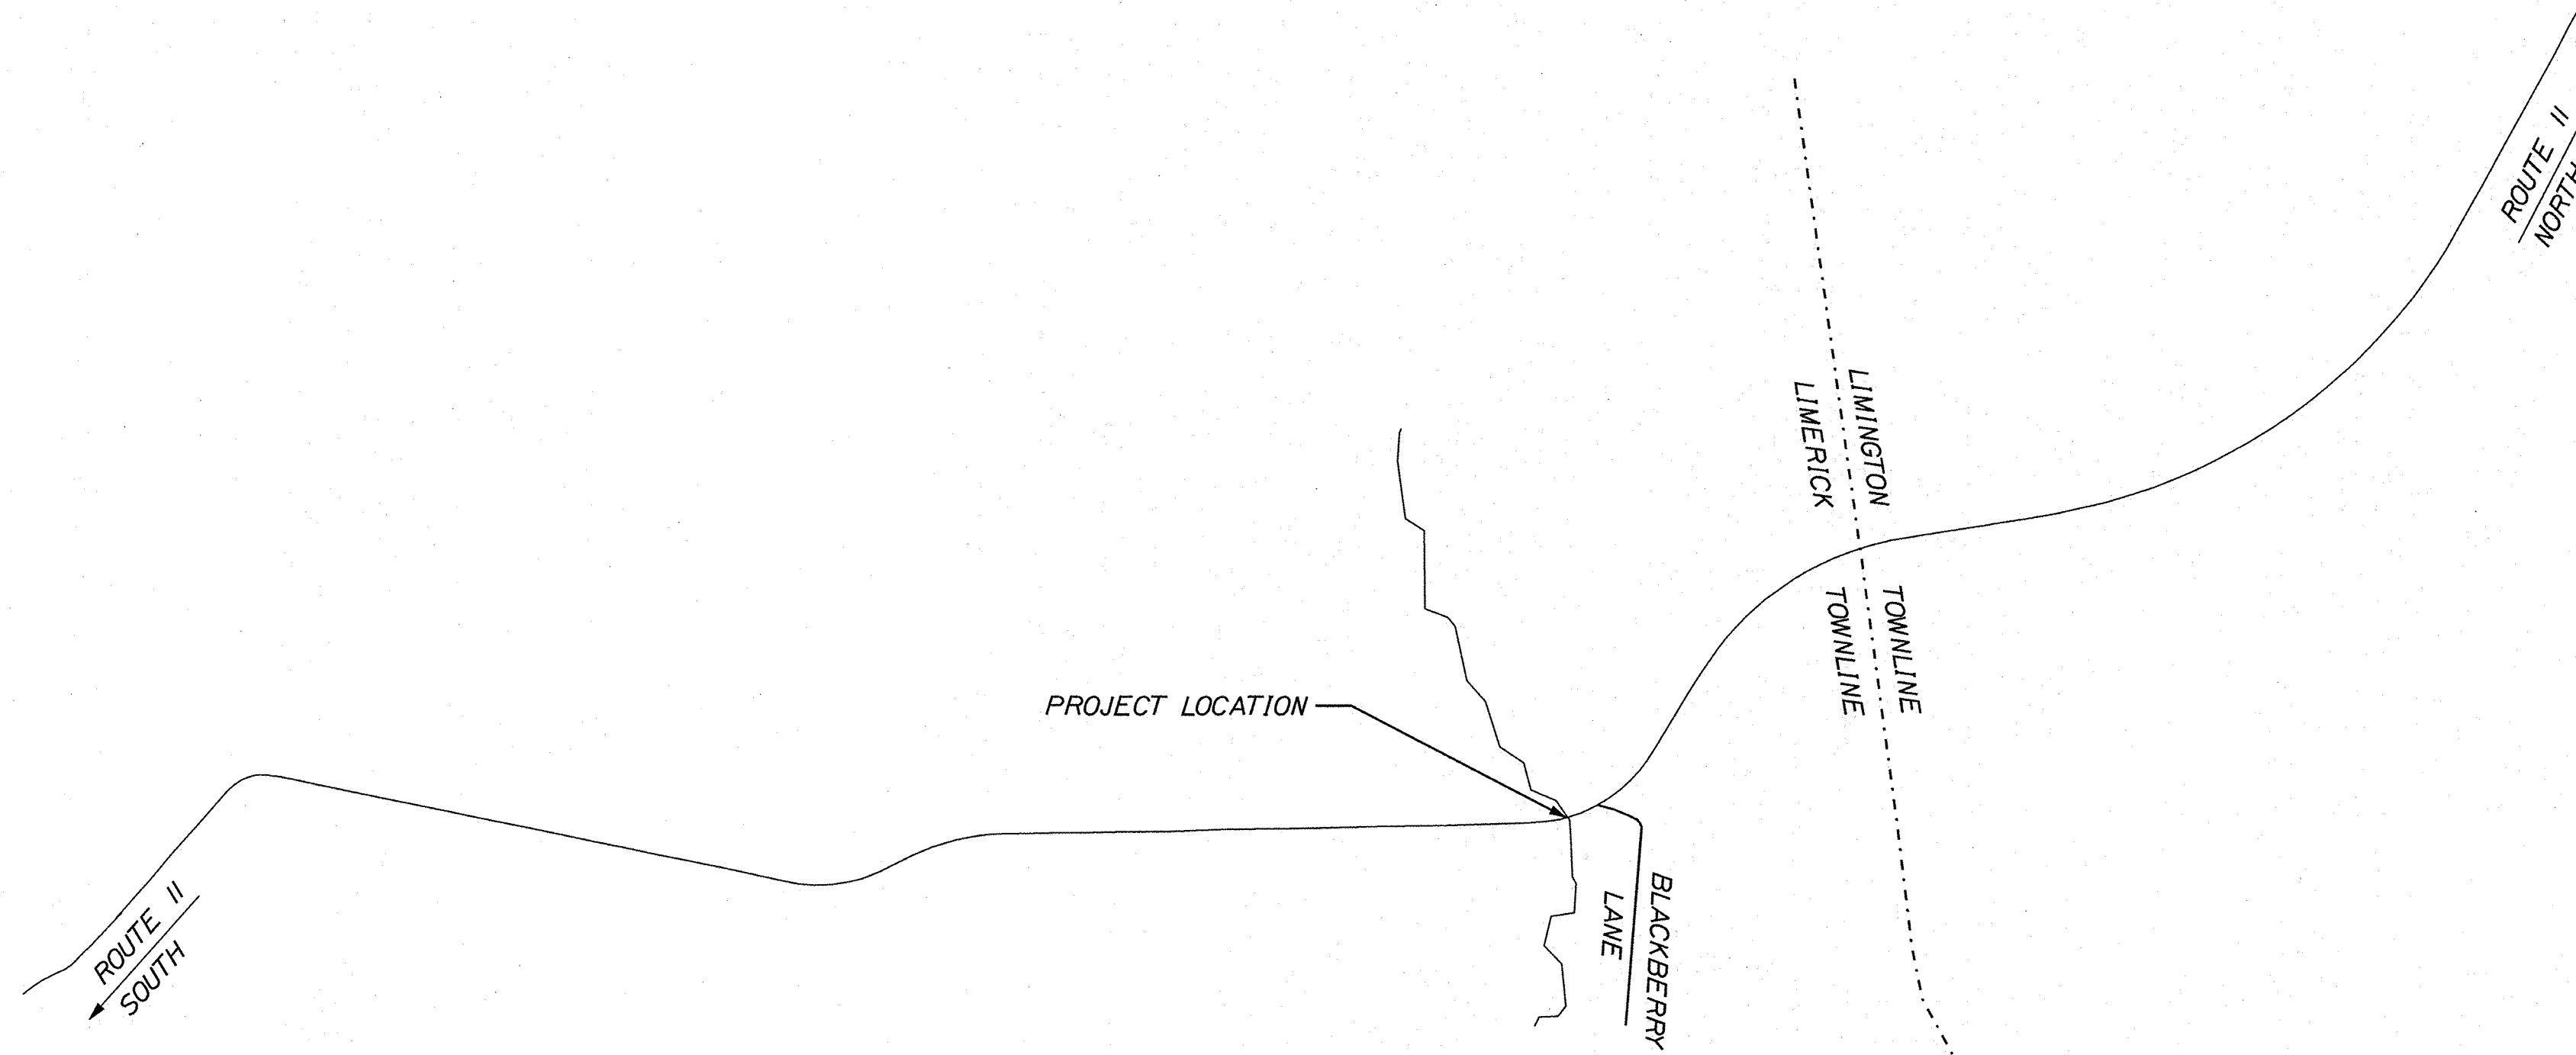 ROUTE 11
NORTH
LIMINGTON
LIMERICK
TOWNLINE
TOWNLINE
PROJECT LOCATION
BLACKBERRY
LANE
ROUTE 11
SOUTH